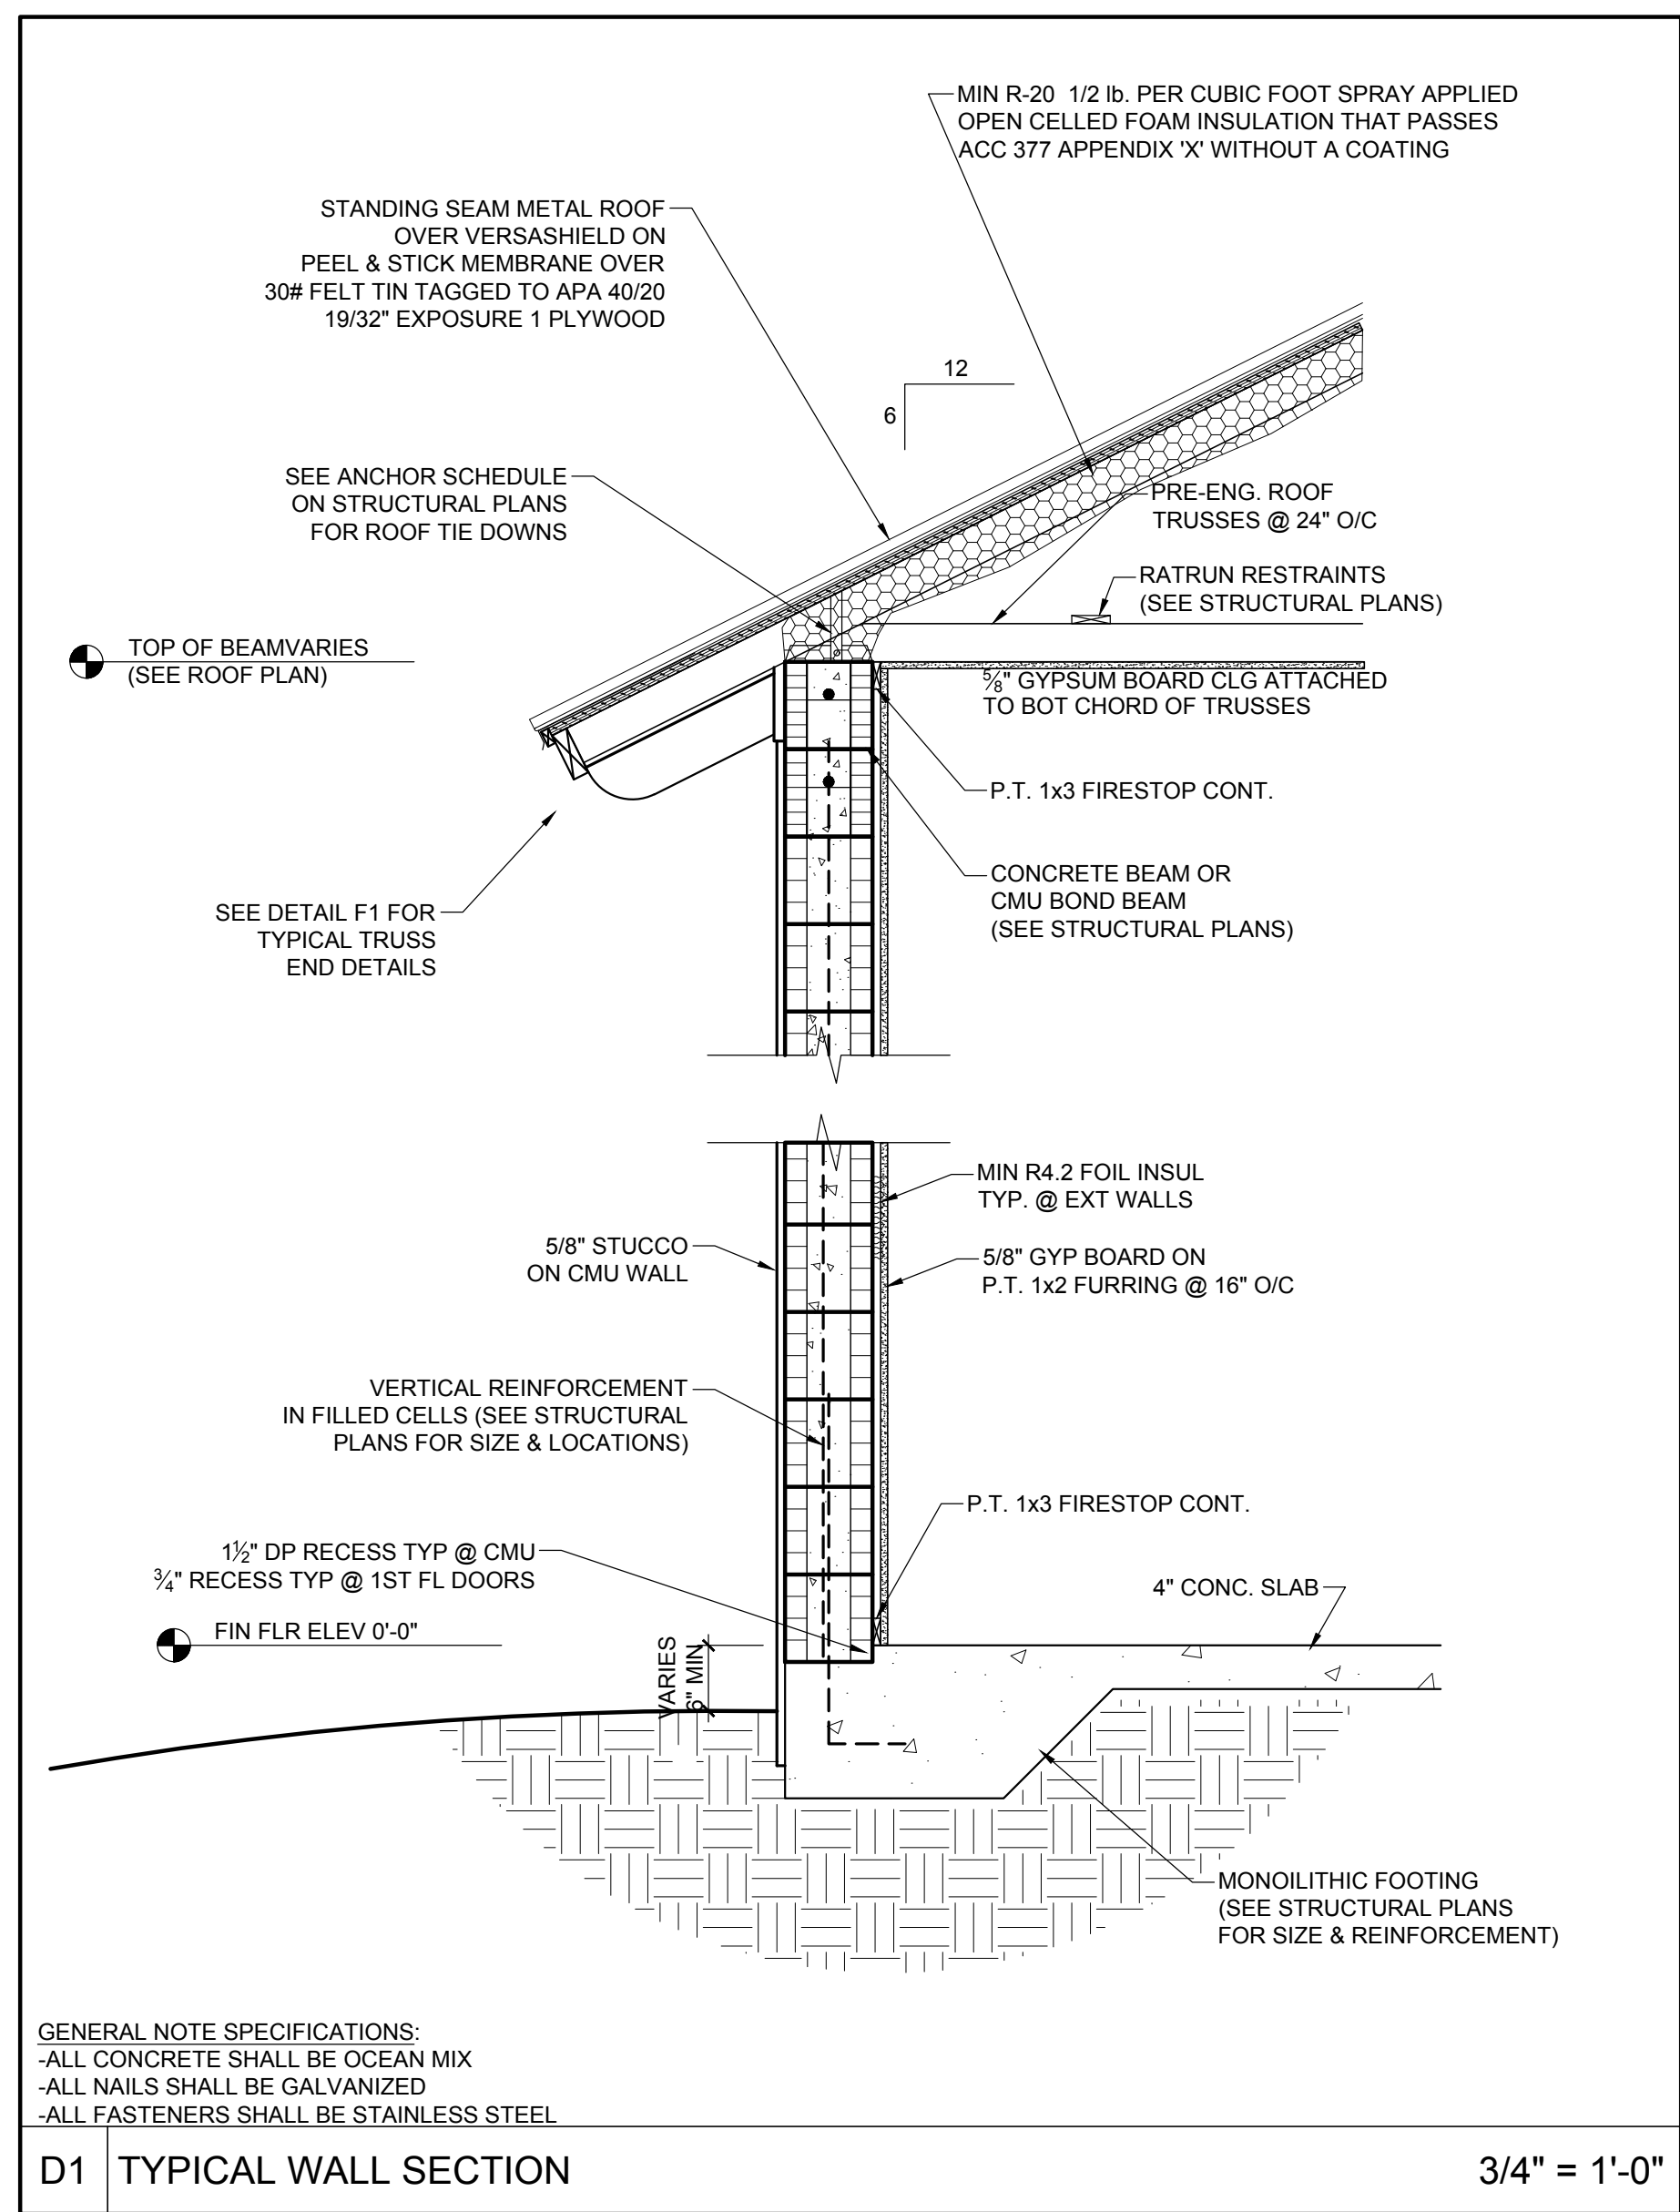 MIN R-20 1/2 lb. PER CUBIC FOOT SPRAY APPLIED
OPEN CELLED FOAM INSULATION THAT PASSES
ACC 377 APPENDIX 'X' WITHOUT A COATING
STANDING SEAM METAL ROOF
OVER VERSASHIELD ON
PEEL & STICK MEMBRANE OVER
30# FELT TIN TAGGED TO APA 40/20
19/32" EXPOSURE 1 PLYWOOD
12
6
SEE ANCHOR SCHEDULE
ON STRUCTURAL PLANS
FOR ROOF TIE DOWNS
PRE-ENG. ROOF
TRUSSES @ 24" O/C
RATRUN RESTRAINTS
(SEE STRUCTURAL PLANS)
TOP OF BEAMVARIES
(SEE ROOF PLAN)
5/8" GYPSUM BOARD CLG ATTACHED
TO BOT CHORD OF TRUSSES
P.T. 1x3 FIRESTOP CONT.
CONCRETE BEAM OR
CMU BOND BEAM
(SEE STRUCTURAL PLANS)
SEE DETAIL F1 FOR
TYPICAL TRUSS
END DETAILS
MIN R4.2 FOIL INSUL
TYP. @ EXT WALLS
5/8" STUCCO
ON CMU WALL
5/8" GYP BOARD ON
P.T. 1x2 FURRING @ 16" O/C
VERTICAL REINFORCEMENT
IN FILLED CELLS (SEE STRUCTURAL
PLANS FOR SIZE & LOCATIONS)
P.T. 1x3 FIRESTOP CONT.
1½" DP RECESS TYP @ CMU
¾" RECESS TYP @ 1ST FL DOORS
4" CONC. SLAB
FIN FLR ELEV 0'-0"
VARIES
6" MIN
MONOILITHIC FOOTING
(SEE STRUCTURAL PLANS
FOR SIZE & REINFORCEMENT)
GENERAL NOTE SPECIFICATIONS:
-ALL CONCRETE SHALL BE OCEAN MIX
-ALL NAILS SHALL BE GALVANIZED
-ALL FASTENERS SHALL BE STAINLESS STEEL
D1 TYPICAL WALL SECTION 3/4" = 1'-0"